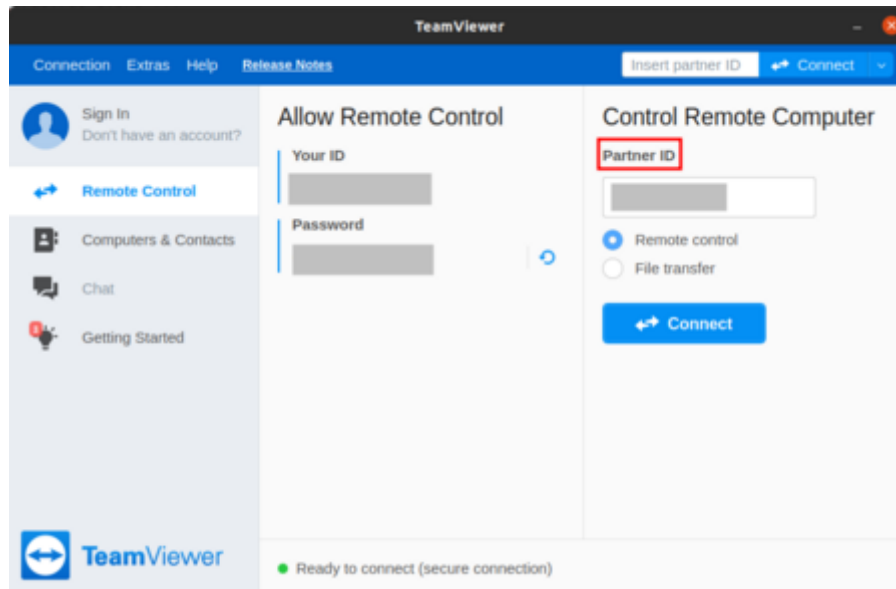 TeamViewer
Connection Extras Help Release Notes Insert partner ID Connect
Sign In
Don't have an account?
Remote Control
Computers & Contacts
Chat
Getting Started
TeamViewer
Allow Remote Control
Your ID
Password
Control Remote Computer
Partner ID
Remote control
File transfer
Connect
Ready to connect (secure connection)